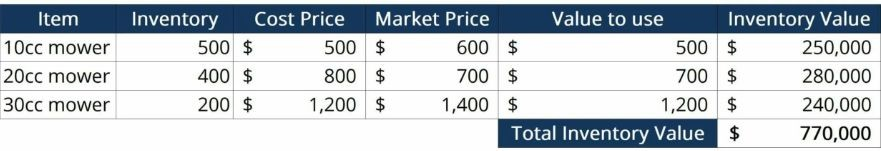 Item Inventory Cost Price Market Price Value to use Inventory Value
10cc mower 500 $ 500 $ 600 $ 500 $ 250,000
20cc mower 400 $ 800 $ 700 $ 700 $ 280,000
30cc mower 200 $ 1,200 $ 1,400 $ 1,200 $ 240,000
Total Inventory Value $ 770,000